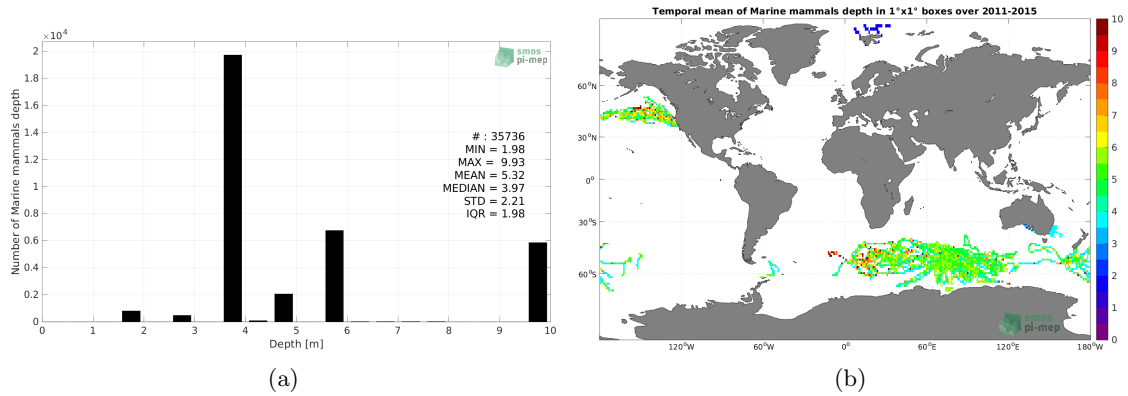 ×10⁴
2
1.8
1.6
1.4
1.2
1
0.8
0.6
0.4
0.2
0
Number of Marine mammals depth
smos
pi-mep
# : 35736
MIN = 1.98
MAX = 9.93
MEAN = 5.32
MEDIAN = 3.97
STD = 2.21
IQR = 1.98
0 1 2 3 4 5 6 7 8 9 10
Depth [m]
(a)
Temporal mean of Marine mammals depth in 1°x1° boxes over 2011-2015
60°N
30°N
0°
30°S
60°S
120°W 60°W 0° 60°E 120°E 180°W
smos
pi-mep
10
9
8
7
6
5
4
3
2
1
0
(b)